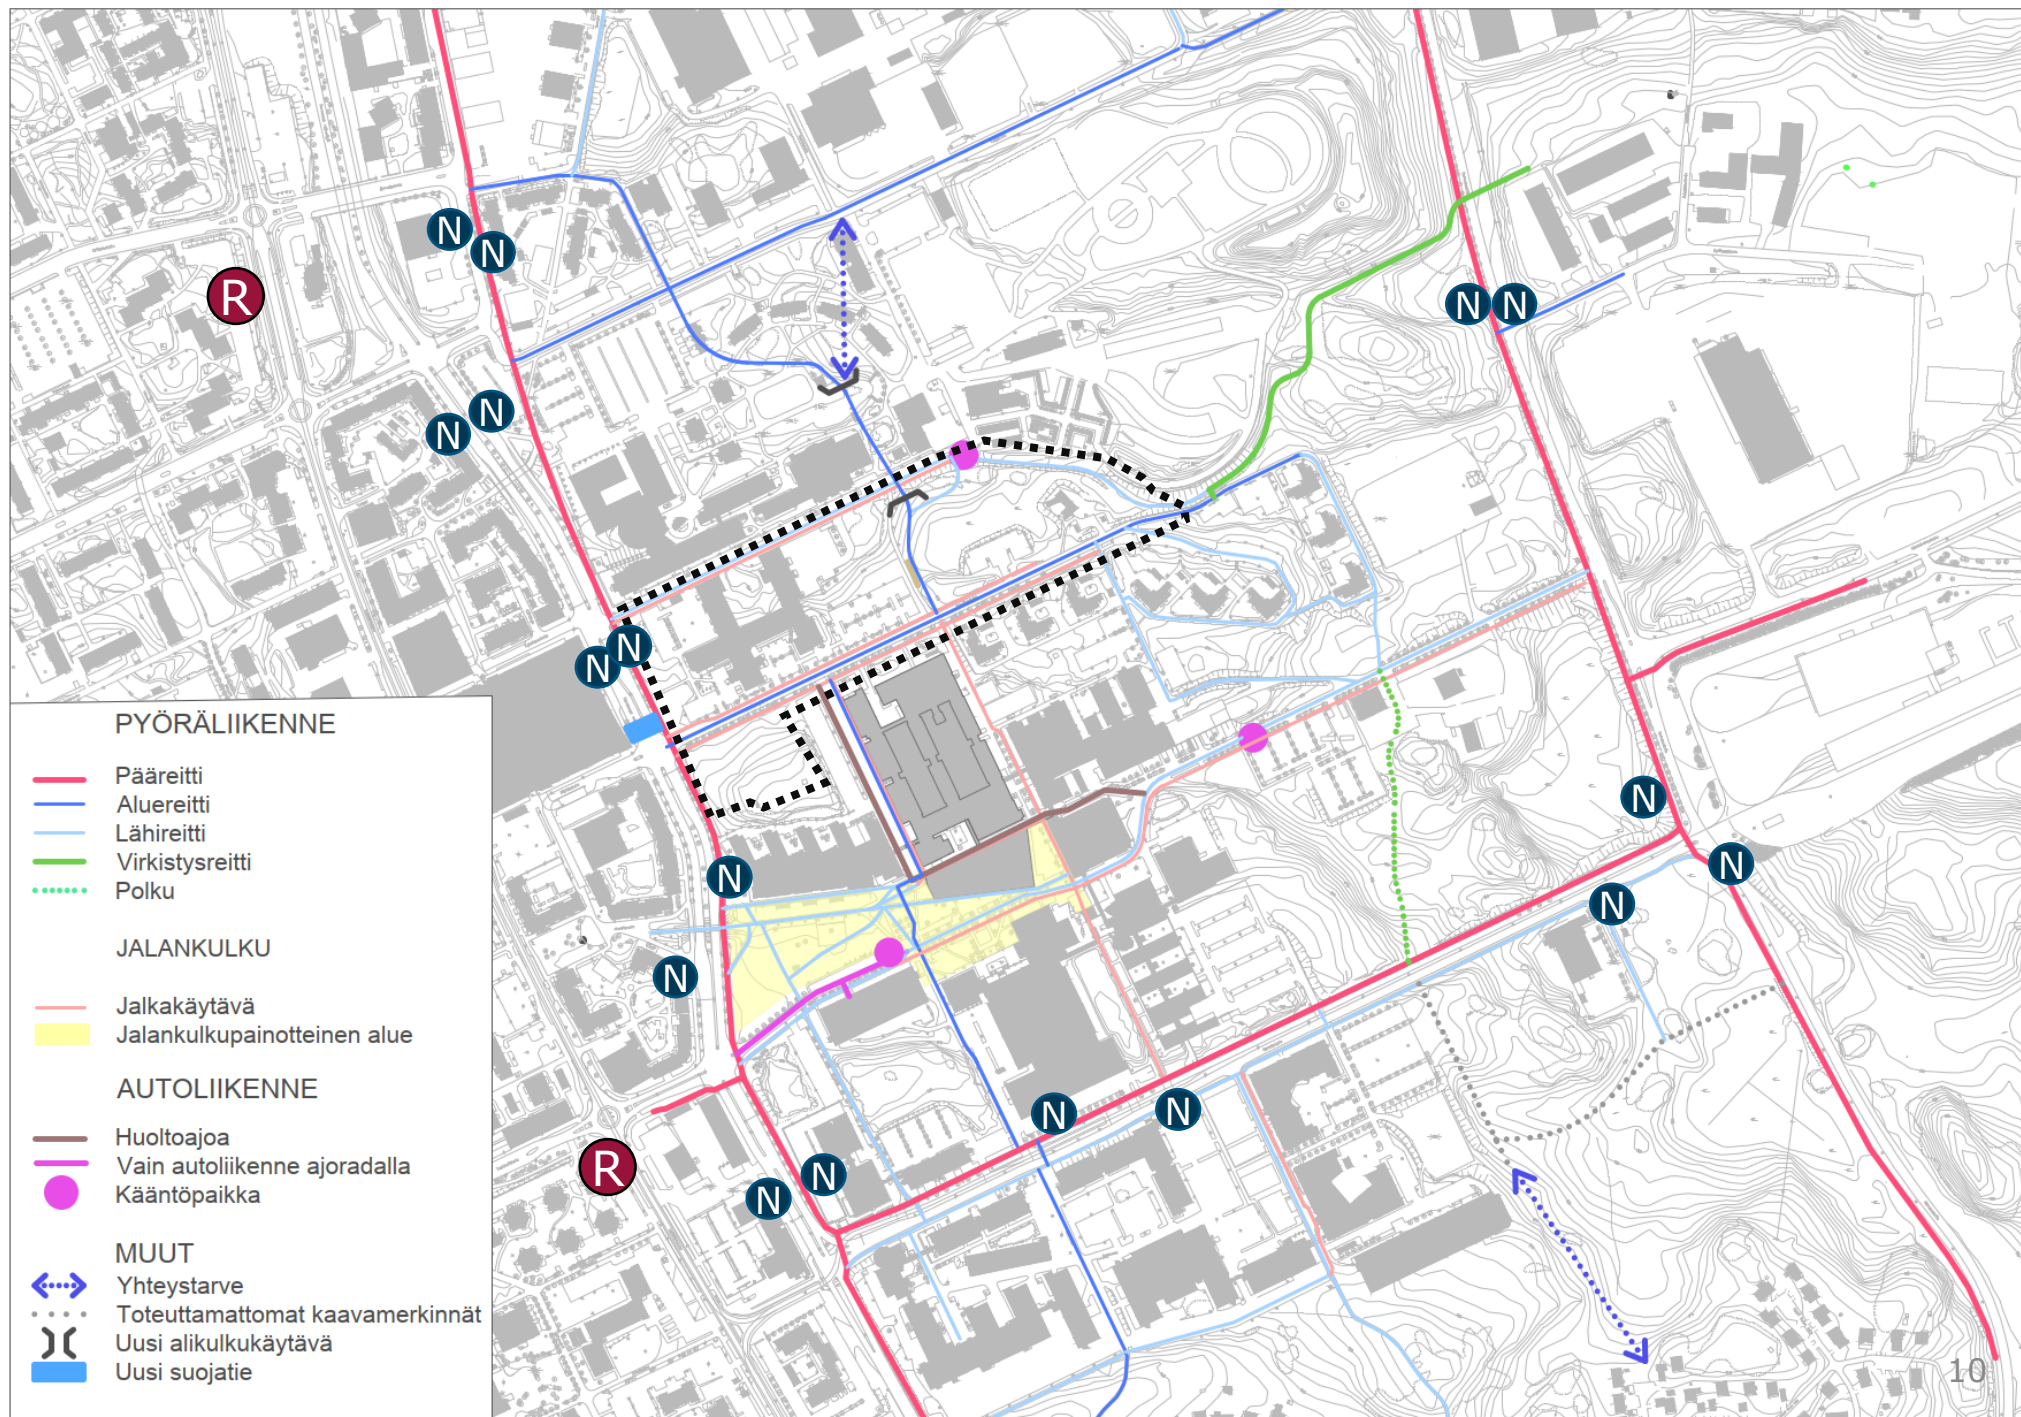 N
N
R
N
N
N
N
N
N
N
N
N
N
N
N
N
R
N
N
N
PYÖRÄLIIKENNE
Pääreitti
Aluereitti
Lähireitti
Virkistysreitti
Polku
JALANKULKU
Jalkakäytävä
Jalankulkupainotteinen alue
AUTOLIIKENNE
Huoltoajoa
Vain autoliikenne ajoradalla
Kääntöpaikka
MUUT
Yhteystarve
Toteuttamattomat kaavamerkinnät
Uusi alikulkukäytävä
Uusi suojatie
10